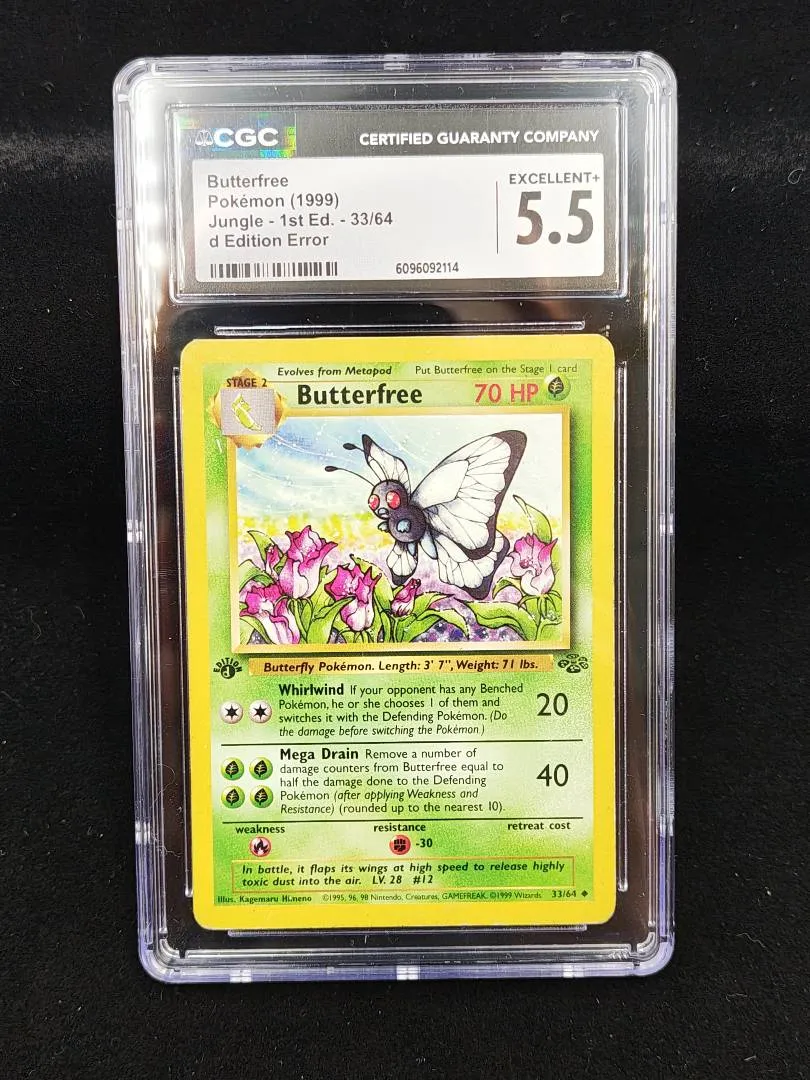 CGC
CERTIFIED GUARANTY COMPANY
Butterfree
Pokémon (1999)
Jungle - 1st Ed. - 33/64
d Edition Error
EXCELLENT+
5.5
6096092114
STAGE 2
Evolves from Metapod
Put Butterfree on the Stage 1 card
Butterfree
70 HP
EDITION
Butterfly Pokémon. Length: 3' 7", Weight: 71 lbs.
Whirlwind If your opponent has any Benched
Pokémon, he or she chooses 1 of them and
switches it with the Defending Pokémon. (Do
the damage before switching the Pokémon.)
20
Mega Drain Remove a number of
damage counters from Butterfree equal to
half the damage done to the Defending
Pokémon (after applying Weakness and
Resistance) (rounded up to the nearest 10).
40
weakness
resistance
retreat cost
-30
In battle, it flaps its wings at high speed to release highly
toxic dust into the air. LV. 28 #12
Illus. Kagemaru Himeno
©1995, 96, 98 Nintendo, Creatures, GAMEFREAK. ©1999 Wizards.
33/64